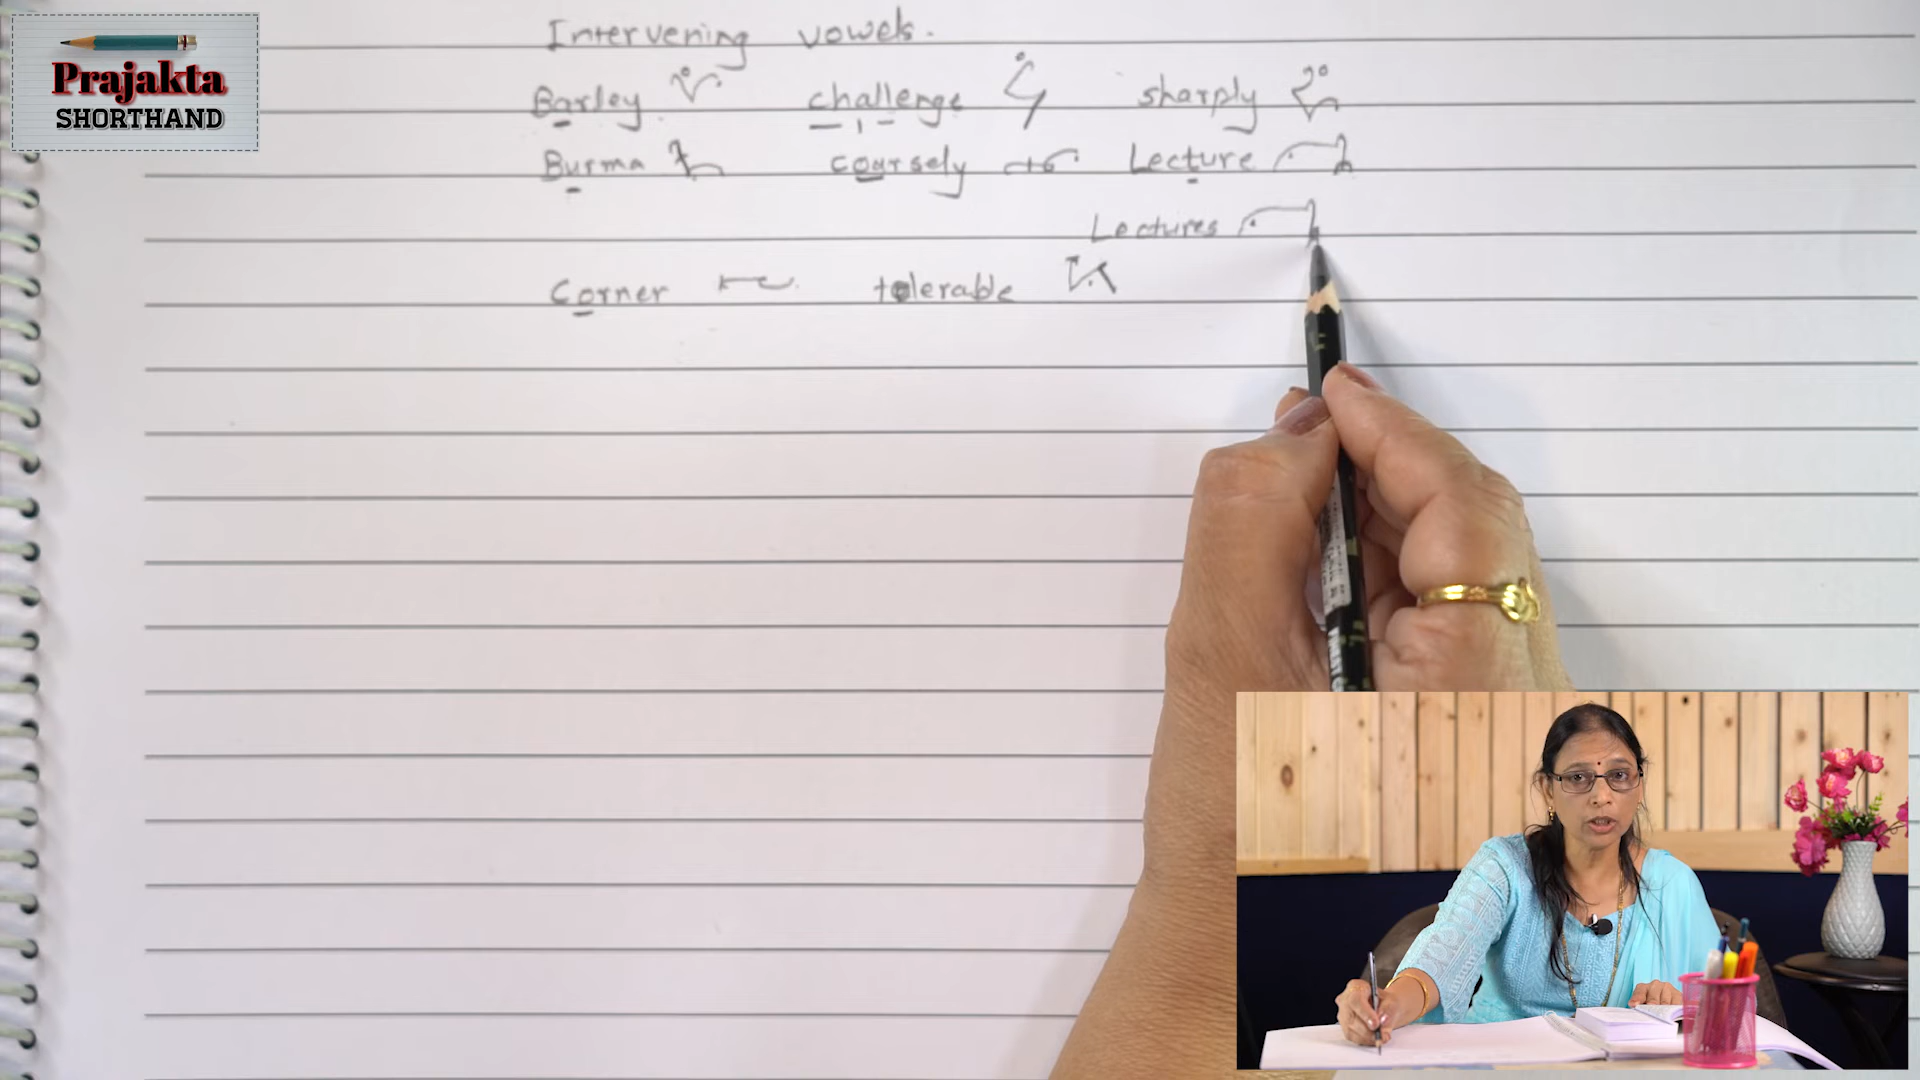 Prajakta
SHORTHAND
Intervening vowels.
Barley challenge sharply
Burma coursely Lecture
Lectures
Corner tolerable